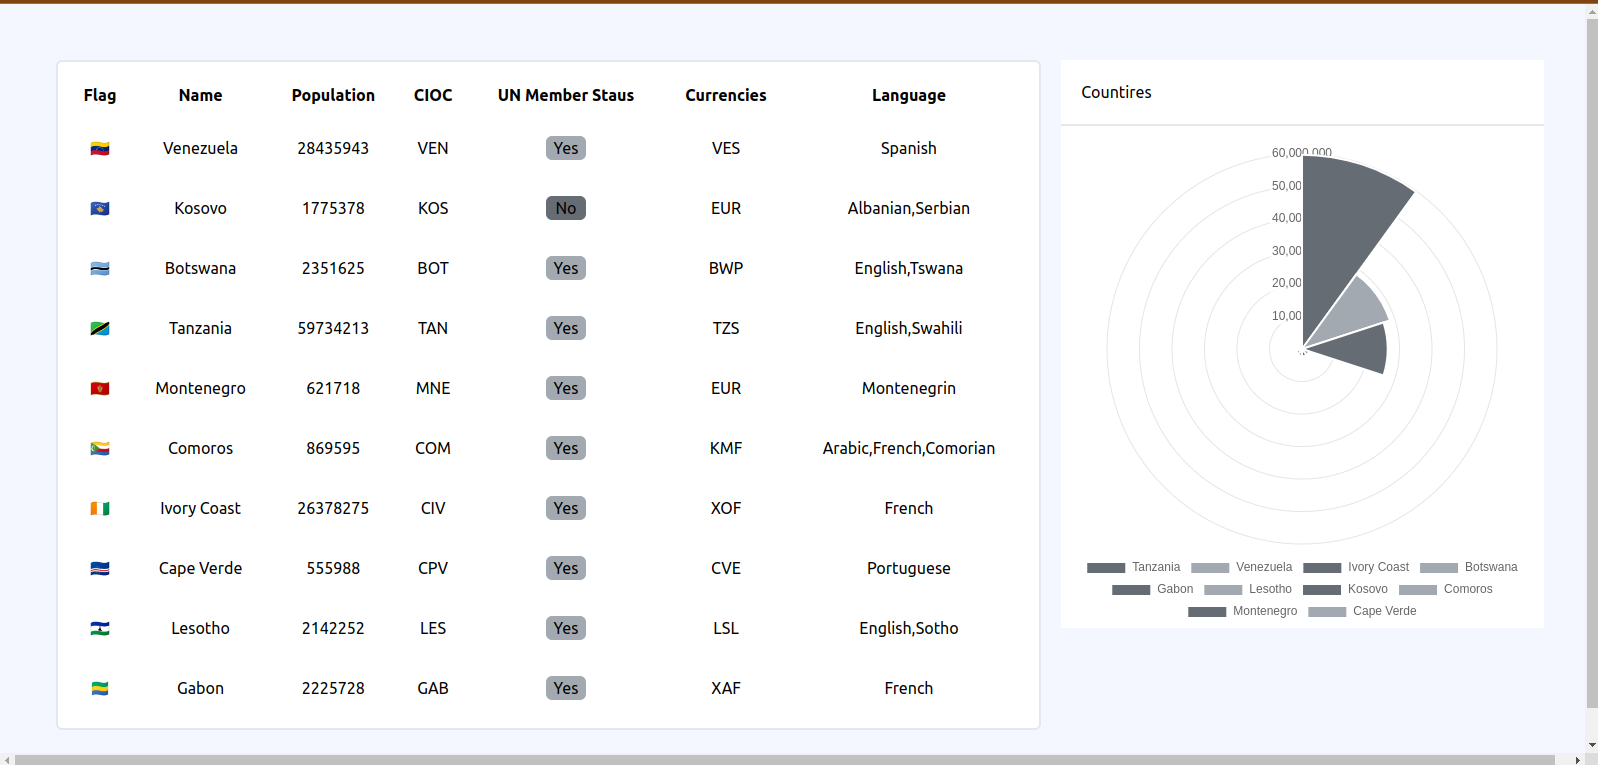 Flag Name Population CIOC UN Member Staus Currencies Language
Venezuela 28435943 VEN Yes VES Spanish
Kosovo 1775378 KOS No EUR Albanian,Serbian
Botswana 2351625 BOT Yes BWP English,Tswana
Tanzania 59734213 TAN Yes TZS English,Swahili
Montenegro 621718 MNE Yes EUR Montenegrin
Comoros 869595 COM Yes KMF Arabic,French,Comorian
Ivory Coast 26378275 CIV Yes XOF French
Cape Verde 555988 CPV Yes CVE Portuguese
Lesotho 2142252 LES Yes LSL English,Sotho
Gabon 2225728 GAB Yes XAF French
Countires
60,000,000
50,00
40,00
30,00
20,00
10,00
Tanzania Venezuela Ivory Coast Botswana
Gabon Lesotho Kosovo Comoros
Montenegro Cape Verde